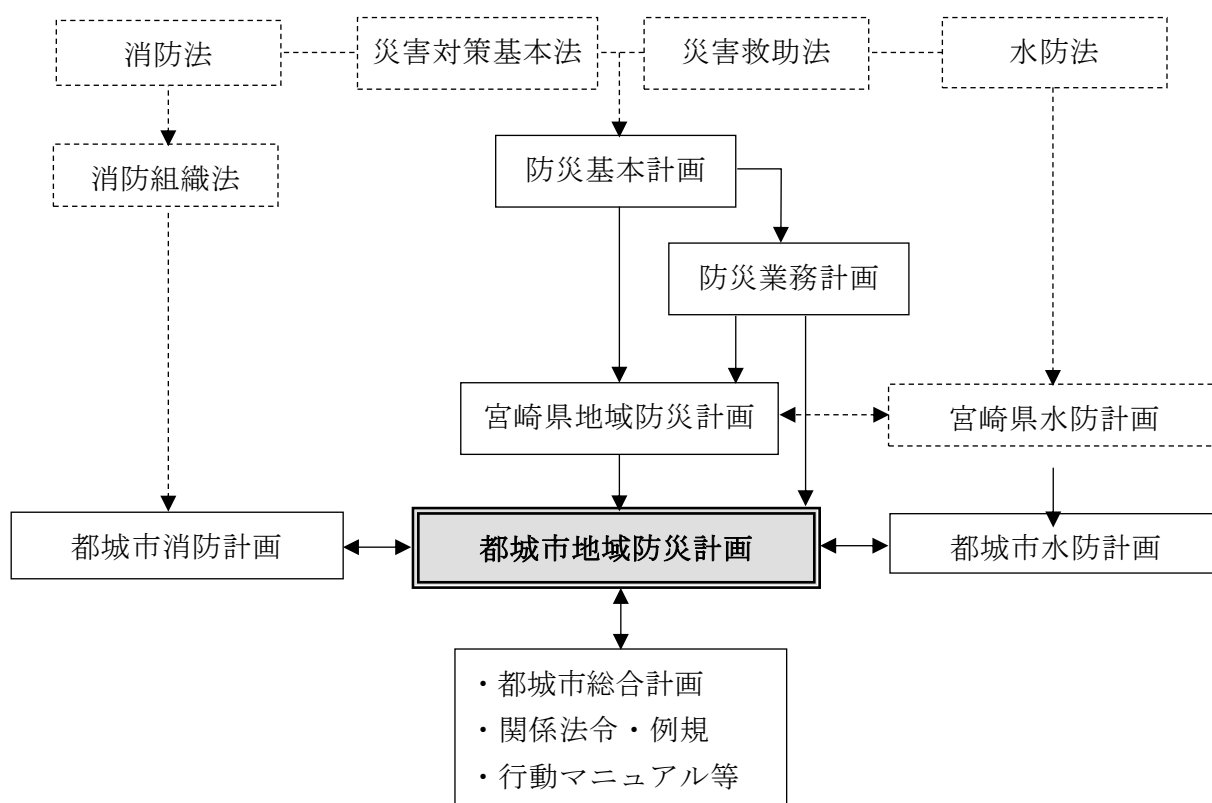 消防法
災害対策基本法
災害救助法
水防法
消防組織法
防災基本計画
防災業務計画
宮崎県地域防災計画
宮崎県水防計画
都城市消防計画
都城市地域防災計画
都城市水防計画
・都城市総合計画
・関係法令・例規
・行動マニュアル等